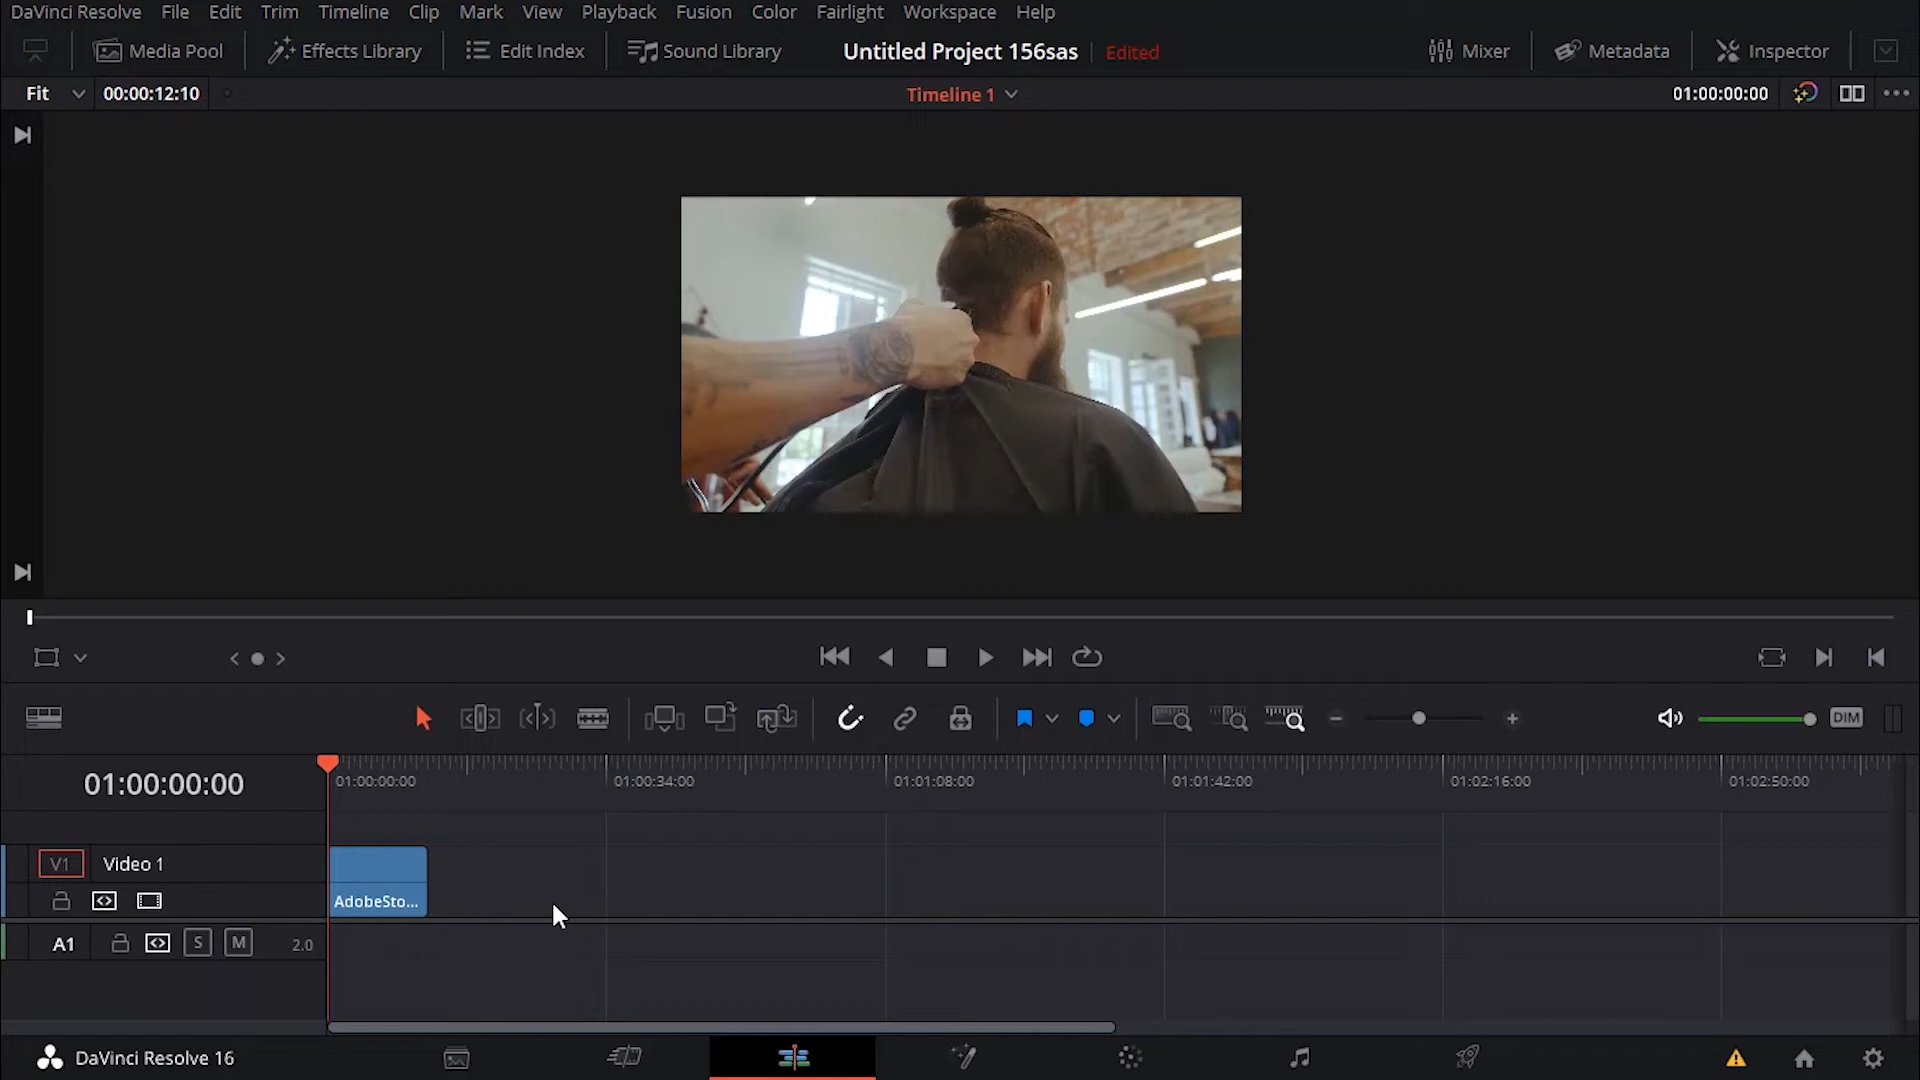 DaVinci Resolve File Edit Trim Timeline Clip Mark View Playback Fusion Color Fairlight Workspace Help
Media Pool Effects Library Edit Index Sound Library Untitled Project 156sas Edited Mixer Metadata Inspector
Fit 00:00:12:10 Timeline 1 01:00:00:00
DIM
01:00:00:00 01:00:00:00 01:00:34:00 01:01:08:00 01:01:42:00 01:02:16:00 01:02:50:00
V1 Video 1
AdobeSto...
A1 S M 2.0
DaVinci Resolve 16